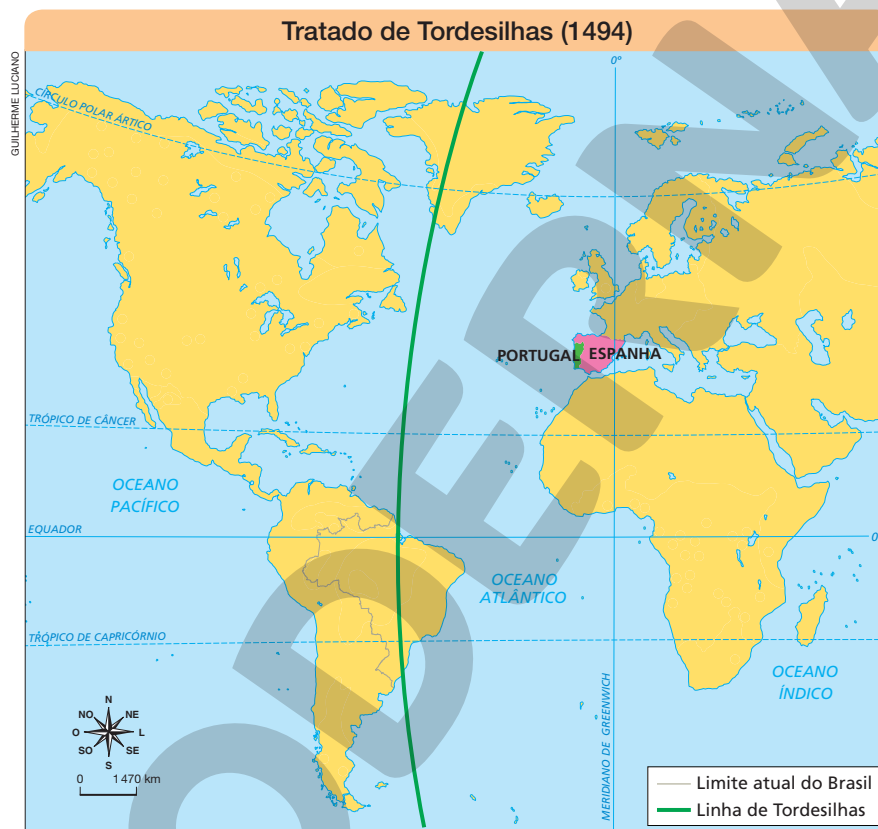 Tratado de Tordesilhas (1494)
GUILHERME LUCIANO
0°
CÍRCULO POLAR ÁRTICO
PORTUGAL
ESPANHA
TRÓPICO DE CÂNCER
OCEANO
PACÍFICO
EQUADOR
0
OCEANO
ATLÂNTICO
TRÓPICO DE CAPRICÓRNIO
OCEANO
ÍNDICO
MERIDIANO DE GREENWICH
N
NO
NE
O
L
SO
SE
S
0
1 470 km
Limite atual do Brasil
Linha de Tordesilhas
ODERNA